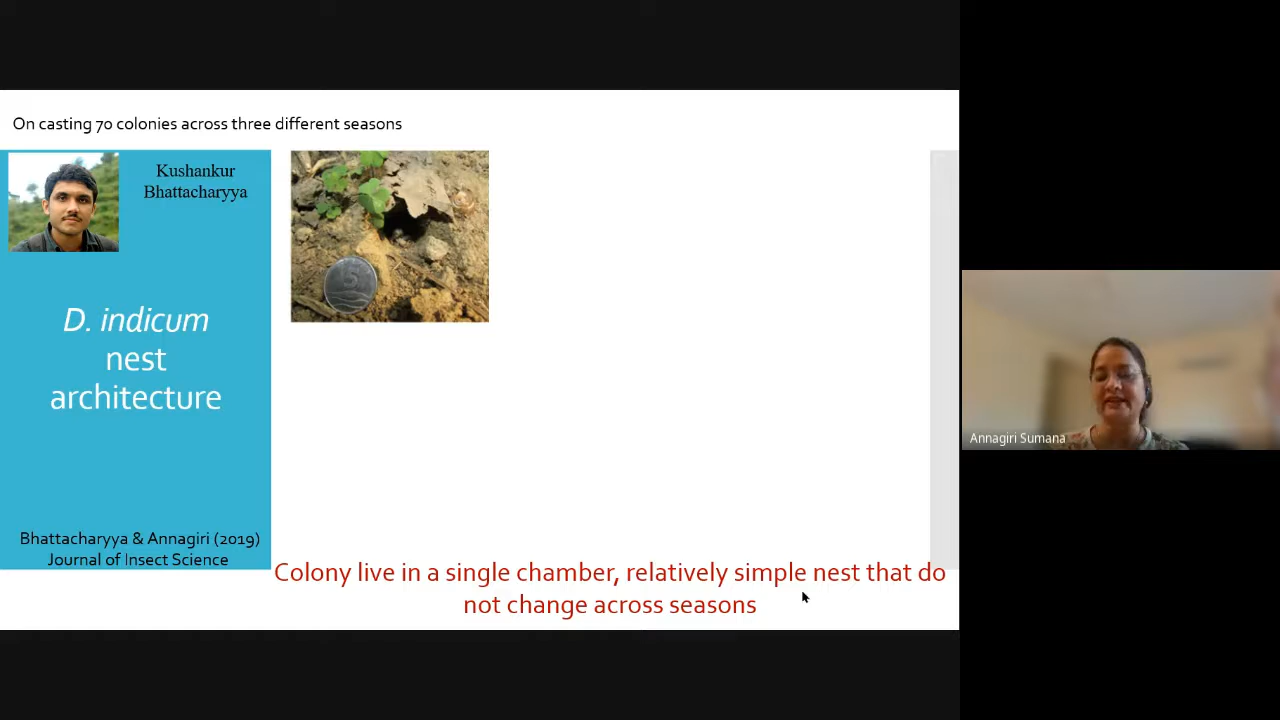 On casting 70 colonies across three different seasons
Kushankur
Bhattacharyya
D. indicum
nest
architecture
Bhattacharyya & Annagiri (2019)
Journal of Insect Science
Colony live in a single chamber, relatively simple nest that do
not change across seasons
5
Annagiri Sumana